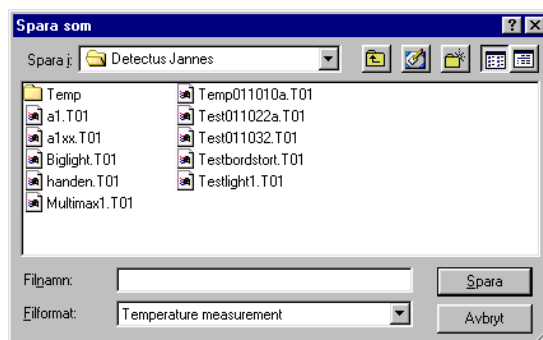 Spara som
Spara i: Detectus Jannes
Temp
a1.T01
a1xx.T01
Biglight.T01
handen.T01
Multimax1.T01
Temp011010a.T01
Test011022a.T01
Test011032.T01
Testbordstort.T01
Testlight1.T01
Filnamn:
Spara
Filformat: Temperature measurement
Avbryt